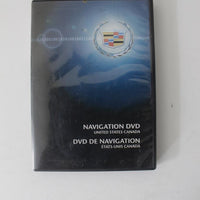 NAVIGATION DVD
UNITED STATES-CANADA
DVD DE NAVIGATION
ÉTATS-UNIS-CANADA